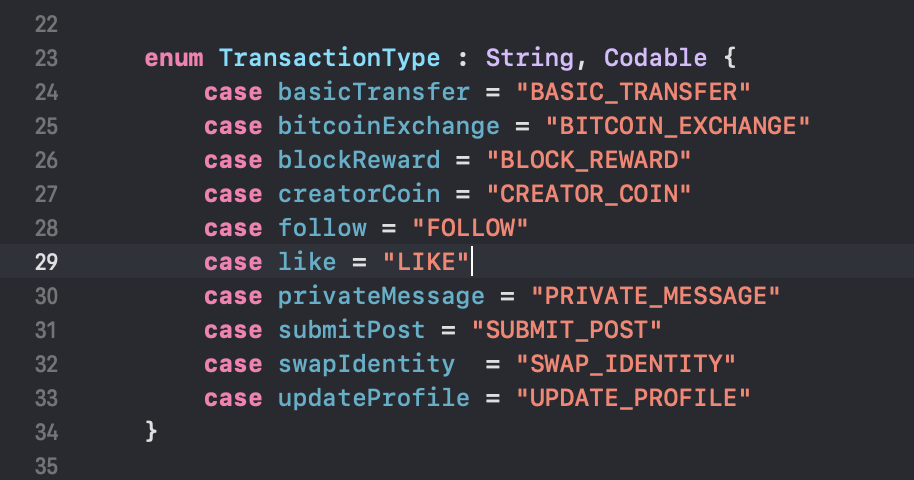 22
23 enum TransactionType : String, Codable {
24 case basicTransfer = "BASIC_TRANSFER"
25 case bitcoinExchange = "BITCOIN_EXCHANGE"
26 case blockReward = "BLOCK_REWARD"
27 case creatorCoin = "CREATOR_COIN"
28 case follow = "FOLLOW"
29 case like = "LIKE"
30 case privateMessage = "PRIVATE_MESSAGE"
31 case submitPost = "SUBMIT_POST"
32 case swapIdentity  = "SWAP_IDENTITY"
33 case updateProfile = "UPDATE_PROFILE"
34 }
35